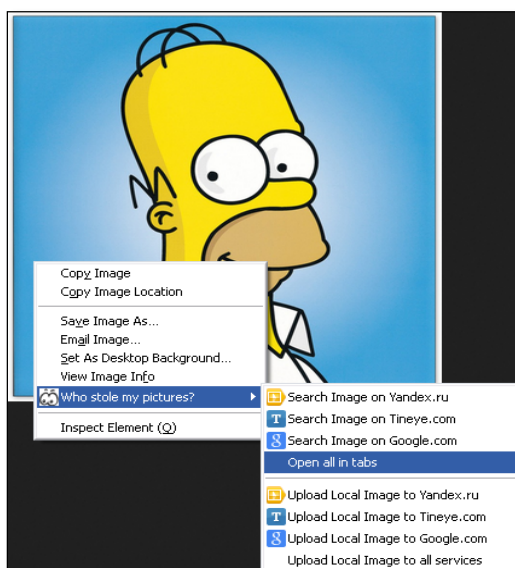 Copy Image
Copy Image Location
Save Image As...
Email Image...
Set As Desktop Background...
View Image Info
Who stole my pictures?
Inspect Element (Q)
Search Image on Yandex.ru
Search Image on Tineye.com
Search Image on Google.com
Open all in tabs
Upload Local Image to Yandex.ru
Upload Local Image to Tineye.com
Upload Local Image to Google.com
Upload Local Image to all services